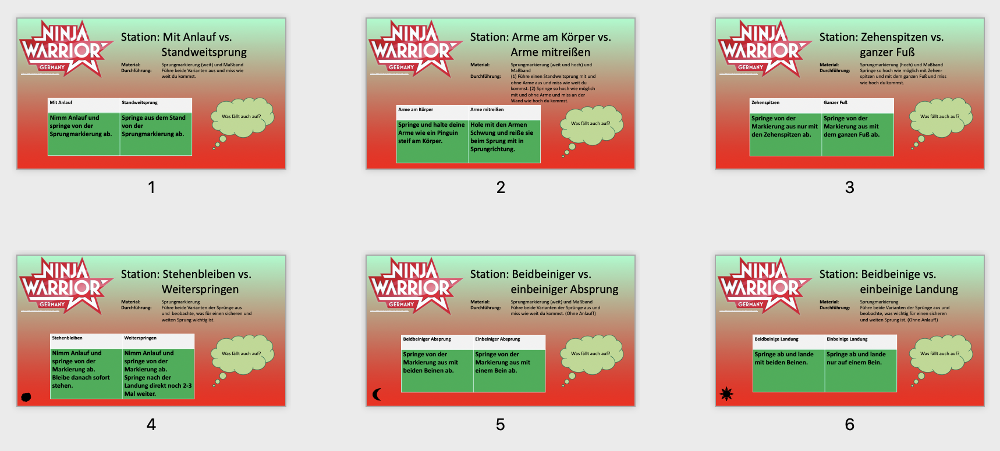 NINJA
WARRIOR
GERMANY
Station: Mit Anlauf vs.
Standweitsprung
Material: Sprungmarkierung (weit) und Maßband
Durchführung: Führe beide Varianten aus und miss wie
weit du kommst.
Mit Anlauf Standweitsprung
Nimm Anlauf und
springe von der
Sprungmarkierung ab.
Springe aus dem Stand
von der
Sprungmarkierung ab.
Was fällt auch auf?
1
NINJA
WARRIOR
GERMANY
Station: Arme am Körper vs.
Arme mitreißen
Material: Sprungmarkierung (weit und hoch) und
Maßband
Durchführung: (1) Führe einen Standweitsprung mit und
ohne Arme aus und miss wie weit du
kommst. (2) Springe so hoch wie möglich
mit und ohne Arme und miss an der
Wand wie hoch du kommst.
Arme am Körper Arme mitreißen
Springe und halte deine
Arme wie ein Pinguin
steif am Körper.
Hole mit den Armen
Schwung und reiße sie
beim Sprung mit in
Sprungrichtung.
Was fällt auch auf?
2
NINJA
WARRIOR
GERMANY
Station: Zehenspitzen vs.
ganzer Fuß
Material: Sprungmarkierung (hoch) und Maßband
Durchführung: Springe so hoch wie möglich mit Zehen-
spitzen und mit dem ganzen Fuß und miss
wie hoch du kommst.
Zehenspitzen Ganzer Fuß
Springe von der
Markierung aus nur mit
den Zehenspitzen ab.
Springe von der
Markierung aus mit
dem ganzen Fuß ab.
Was fällt auch auf?
3
NINJA
WARRIOR
GERMANY
Station: Stehenbleiben vs.
Weiterspringen
Material: Sprungmarkierung
Durchführung: Führe beide Varianten der Sprünge aus
und beobachte, was für einen sicheren und
weiten Sprung wichtig ist.
Stehenbleiben Weiterspringen
Nimm Anlauf und
springe von der
Markierung ab.
Bleibe danach sofort
stehen.
Nimm Anlauf und
springe von der
Markierung ab.
Springe nach der
Landung direkt noch 2-3
Mal weiter.
Was fällt auch auf?
4
NINJA
WARRIOR
GERMANY
Station: Beidbeiniger vs.
einbeiniger Absprung
Material: Sprungmarkierung (weit) und Maßband
Durchführung: Führe beide Varianten der Sprünge aus und
miss wie weit du kommst. (Ohne Anlauf!)
Beidbeiniger Absprung Einbeiniger Absprung
Springe von der
Markierung aus mit
beiden Beinen ab.
Springe von der
Markierung aus mit
einem Bein ab.
Was fällt auch auf?
5
NINJA
WARRIOR
GERMANY
Station: Beidbeinige vs.
einbeinige Landung
Material: Sprungmarkierung
Durchführung: Führe beide Varianten der Sprünge aus und
beobachte, was wichtig für einen sicheren
und weiten Sprung ist. (Ohne Anlauf!)
Beidbeinige Landung Einbeinige Landung
Springe ab und lande
mit beiden Beinen.
Springe ab und lande
nur auf einem Bein.
Was fällt auch auf?
6